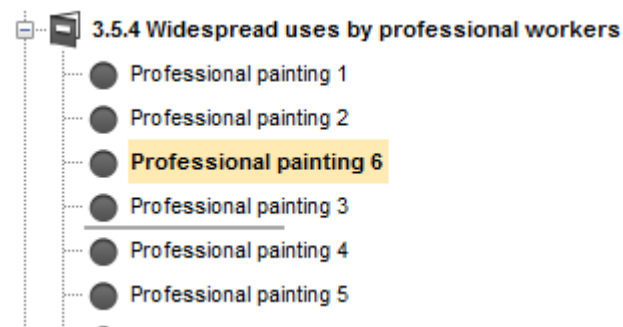 3.5.4 Widespread uses by professional workers
Professional painting 1
Professional painting 2
Professional painting 6
Professional painting 3
Professional painting 4
Professional painting 5